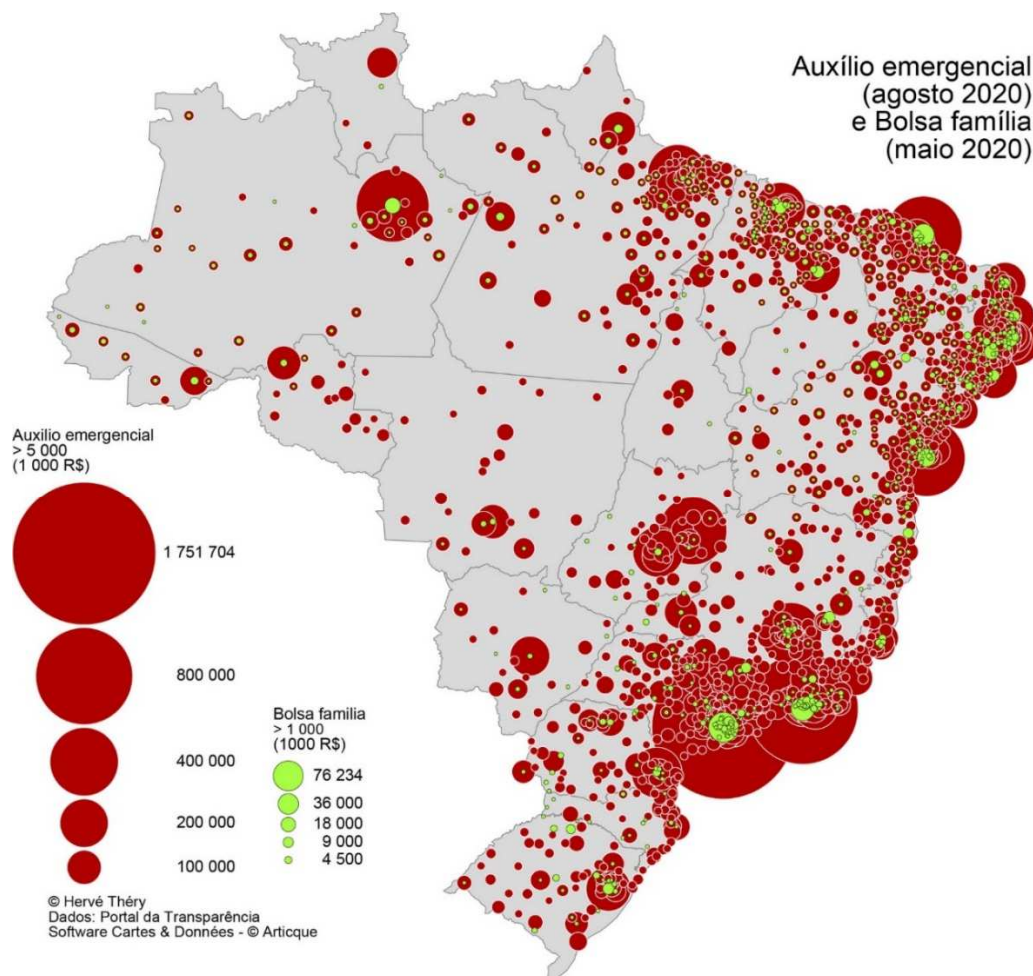 Auxílio emergencial
(agosto 2020)
e Bolsa família
(maio 2020)
Auxilio emergencial
> 5 000
(1 000 R$)
1 751 704
800 000
400 000
200 000
100 000
Bolsa familia
> 1 000
(1000 R$)
76 234
36 000
18 000
9 000
4 500
© Hervé Théry
Dados: Portal da Transparência
Software Cartes & Données - © Articque